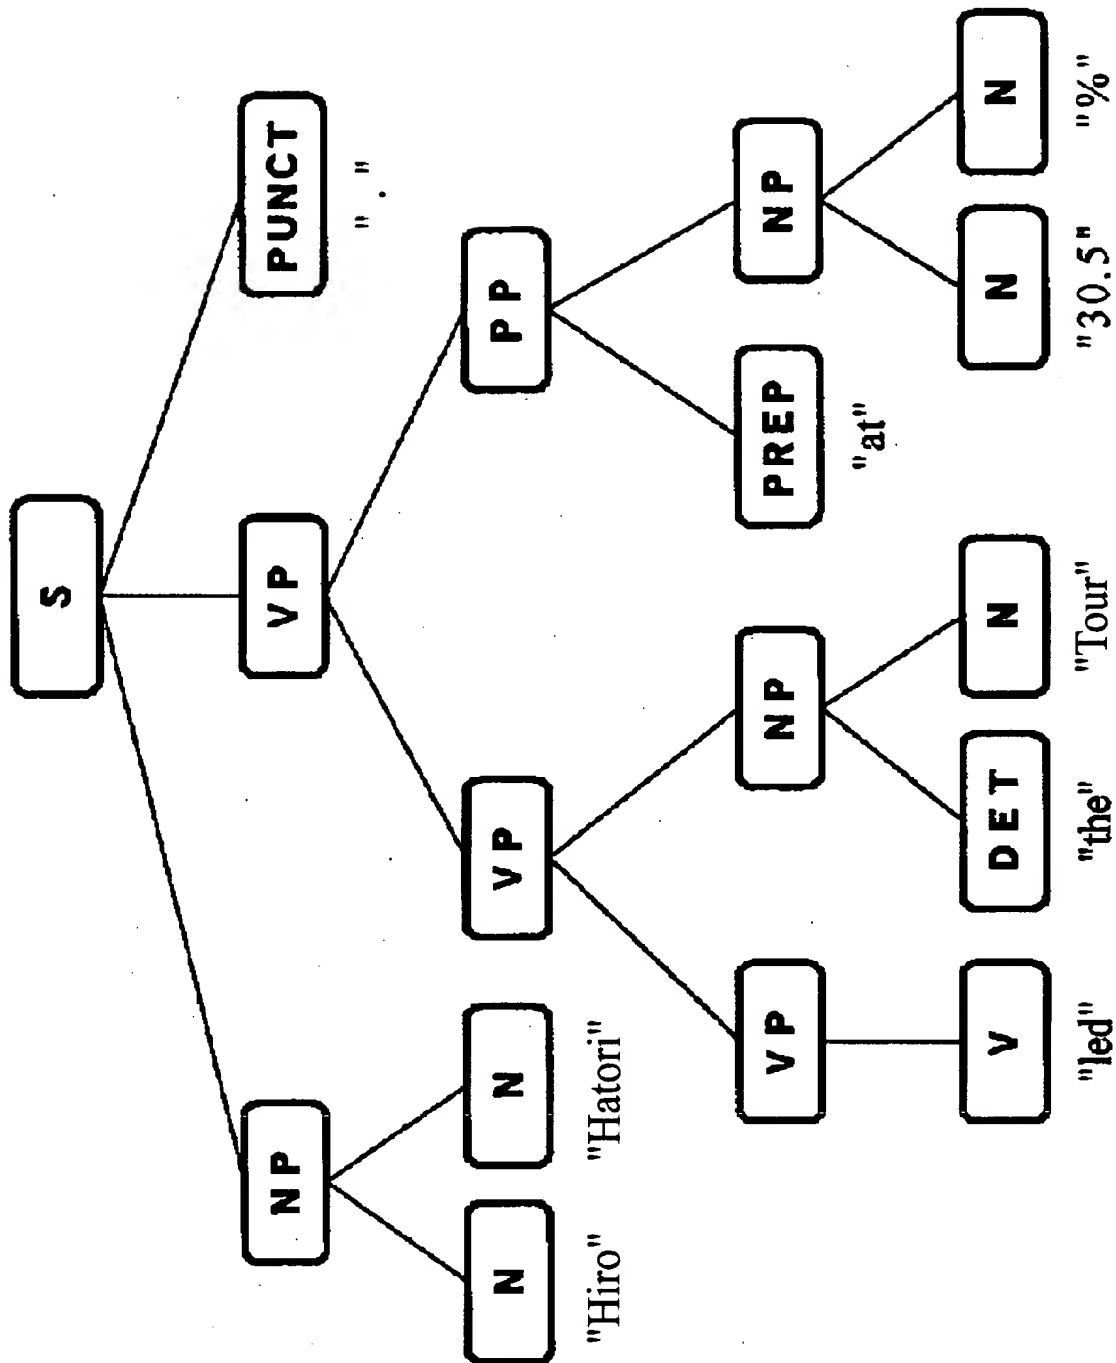 S
NP VP PUNCT
"."
N N VP PP
"Hiro" "Hatori"
VP NP PREP NP
"at"
V DET N N N
"led" "the" "Tour" "30.5" "%"